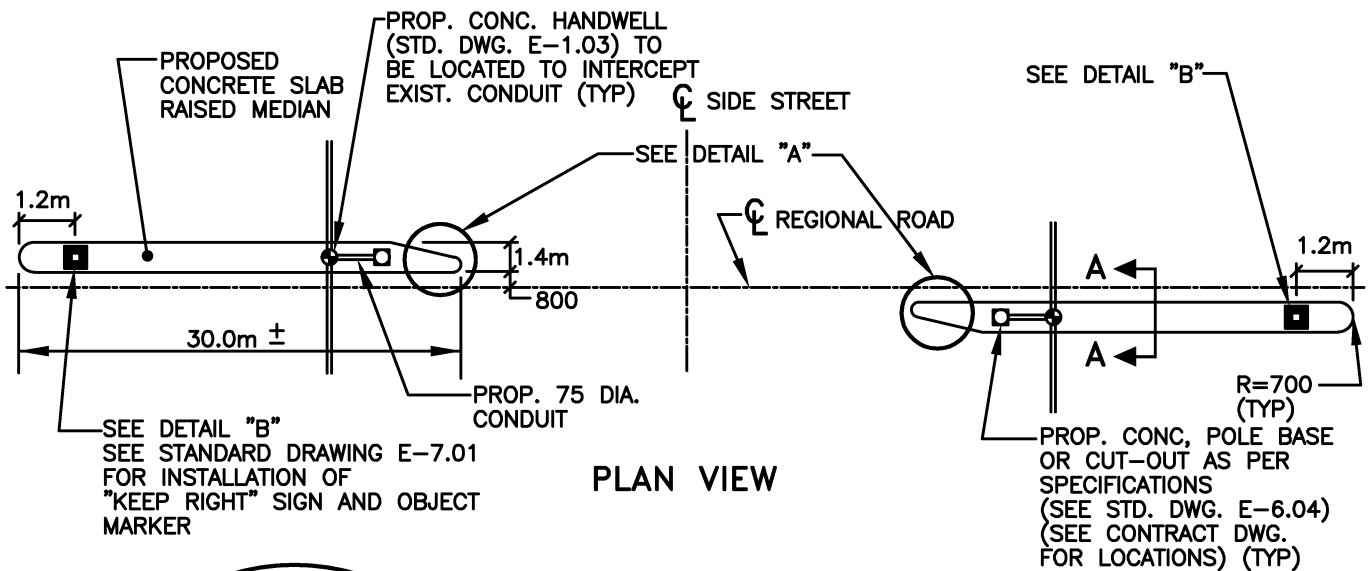 PROP. CONC. HANDWELL
(STD. DWG. E-1.03) TO
BE LOCATED TO INTERCEPT
EXIST. CONDUIT (TYP)
PROPOSED
CONCRETE SLAB
RAISED MEDIAN
℄ SIDE STREET
SEE DETAIL "B"
SEE DETAIL "A"
1.2m
℄ REGIONAL ROAD
1.4m
800
1.2m
A
A
30.0m ±
PROP. 75 DIA.
CONDUIT
R=700
(TYP)
SEE DETAIL "B"
SEE STANDARD DRAWING E-7.01
FOR INSTALLATION OF
"KEEP RIGHT" SIGN AND OBJECT
MARKER
PLAN VIEW
PROP. CONC, POLE BASE
OR CUT-OUT AS PER
SPECIFICATIONS
(SEE STD. DWG. E-6.04)
(SEE CONTRACT DWG.
FOR LOCATIONS) (TYP)